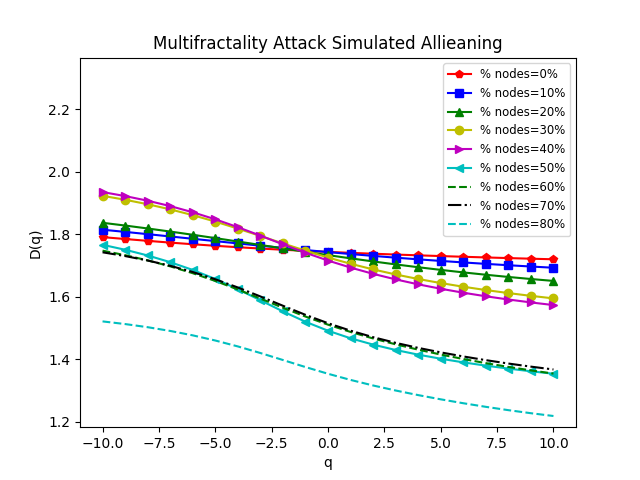 Multifractality Attack Simulated Allieaning
% nodes=0%
% nodes=10%
% nodes=20%
% nodes=30%
% nodes=40%
% nodes=50%
% nodes=60%
% nodes=70%
% nodes=80%
D(q)
2.2
2.0
1.8
1.6
1.4
1.2
−10.0 −7.5 −5.0 −2.5 0.0 2.5 5.0 7.5 10.0
q